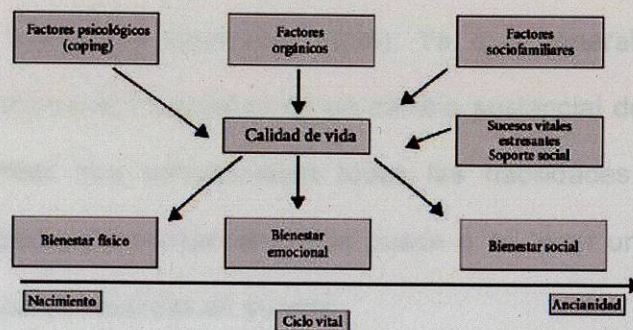 Factores psicológicos
(coping)
Factores
orgánicos
Factores
sociofamiliares
Calidad de vida
Sucesos vitales
estresantes
Soporte social
Bienestar físico
Bienestar
emocional
Bienestar social
Nacimiento
Ancianidad
Ciclo vital